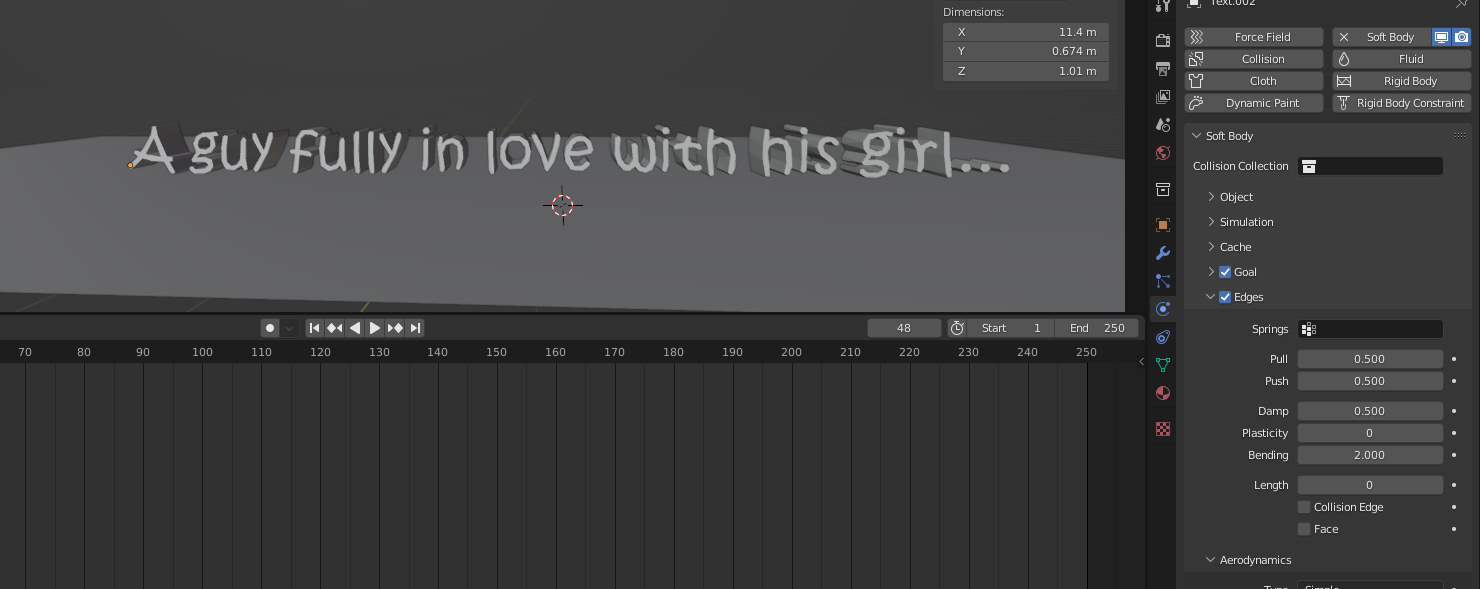 Text.002
Dimensions:
X 11.4 m
Y 0.674 m
Z 1.01 m
Force Field Soft Body
Collision Fluid
Cloth Rigid Body
Dynamic Paint Rigid Body Constraint
Soft Body
Collision Collection
Object
Simulation
Cache
Goal
Edges
Springs
Pull 0.500
Push 0.500
Damp 0.500
Plasticity 0
Bending 2.000
Length 0
Collision Edge
Face
Aerodynamics
Type Simple
A guy fully in love with his girl...
48 Start 1 End 250
70 80 90 100 110 120 130 140 150 160 170 180 190 200 210 220 230 240 250